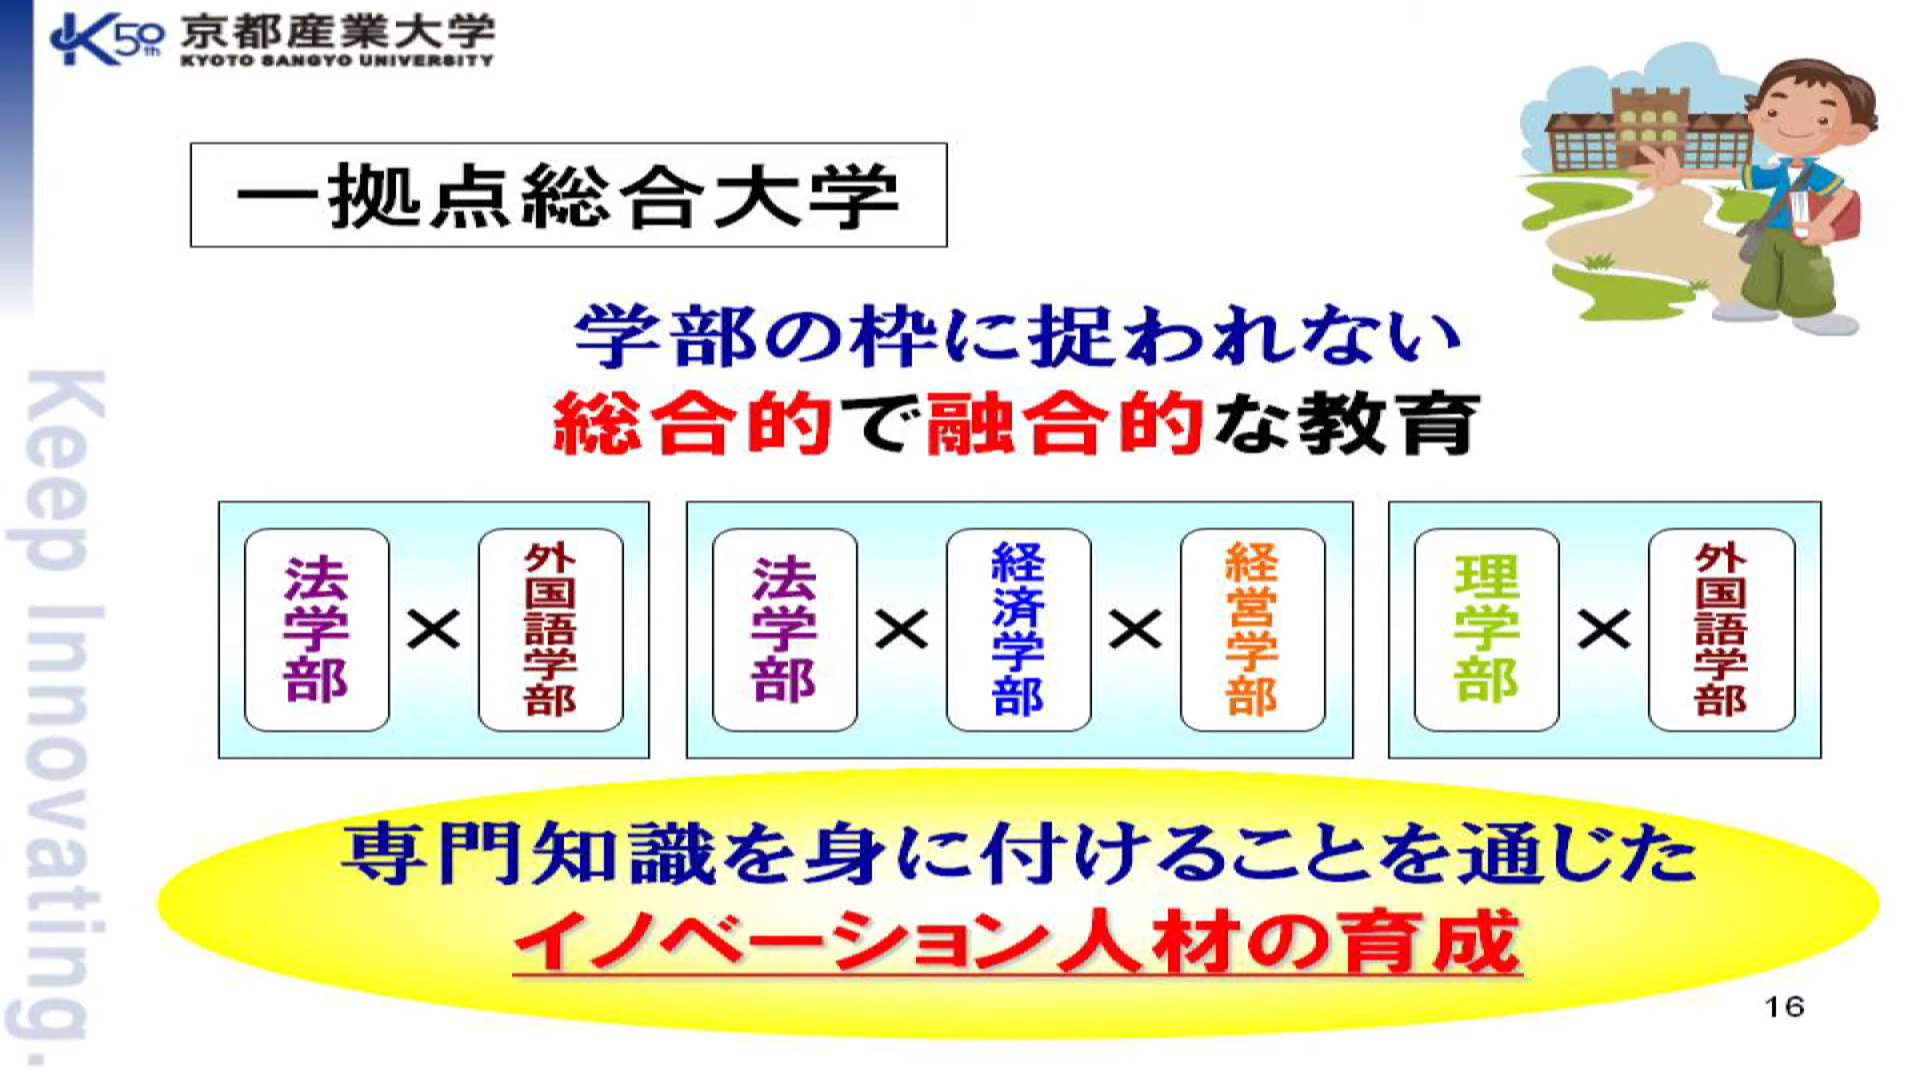 K50th 京都産業大学
KYOTO SANGYO UNIVERSITY
一拠点総合大学
学部の枠に捉われない
総合的で融合的な教育
法学部×外国語学部
法学部×経済学部×経営学部
理学部×外国語学部
専門知識を身に付けることを通じた
イノベーション人材の育成
16
Keep Innovating.